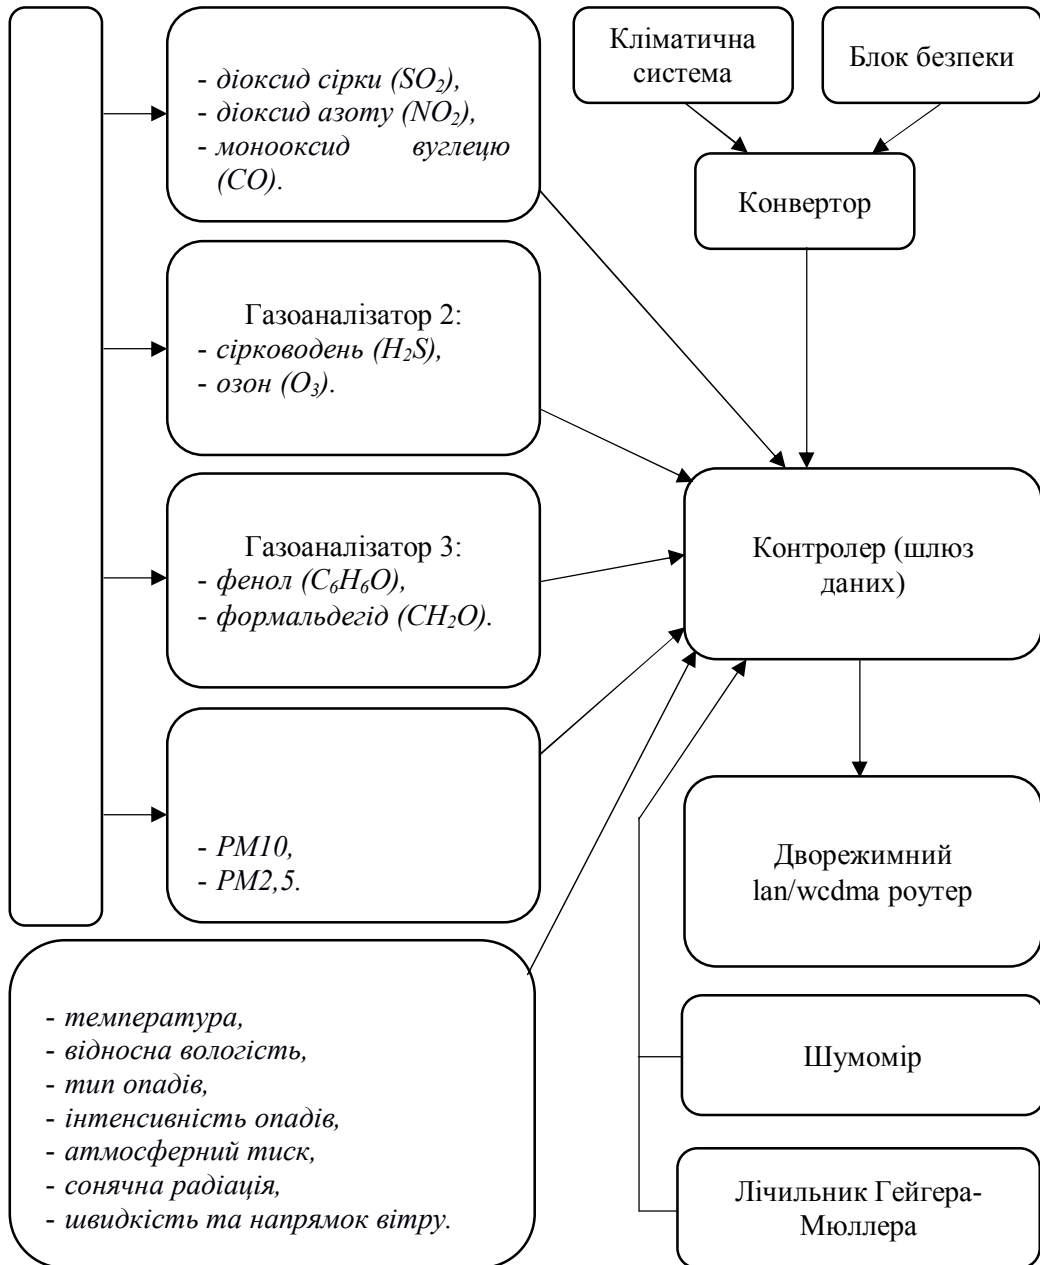 - діоксид сірки (SO₂),
- діоксид азоту (NO₂),
- монооксид вуглецю
(CO).
Газоаналізатор 2:
- сірководень (H₂S),
- озон (O₃).
Газоаналізатор 3:
- фенол (C₆H₆O),
- формальдегід (CH₂O).
- PM10,
- PM2,5.
- температура,
- відносна вологість,
- тип опадів,
- інтенсивність опадів,
- атмосферний тиск,
- сонячна радіація,
- швидкість та напрямок вітру.
Кліматична
система
Блок безпеки
Конвертор
Контролер (шлюз
даних)
Дворежимний
lan/wcdma роутер
Шумомір
Лічильник Гейгера-
Мюллера